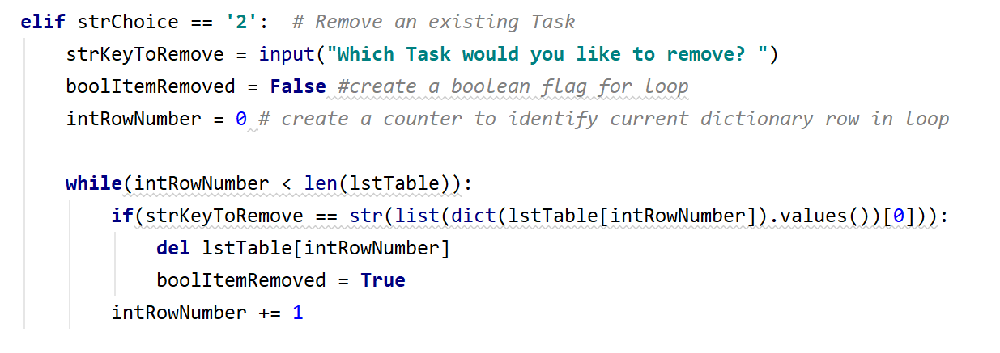 elif strChoice == '2':  # Remove an existing Task
    strKeyToRemove = input("Which Task would you like to remove? ")
    boolItemRemoved = False #create a boolean flag for loop
    intRowNumber = 0 # create a counter to identify current dictionary row in loop
    while(intRowNumber < len(lstTable)):
        if(strKeyToRemove == str(list(dict(lstTable[intRowNumber]).values())[0])):
            del lstTable[intRowNumber]
            boolItemRemoved = True
        intRowNumber += 1